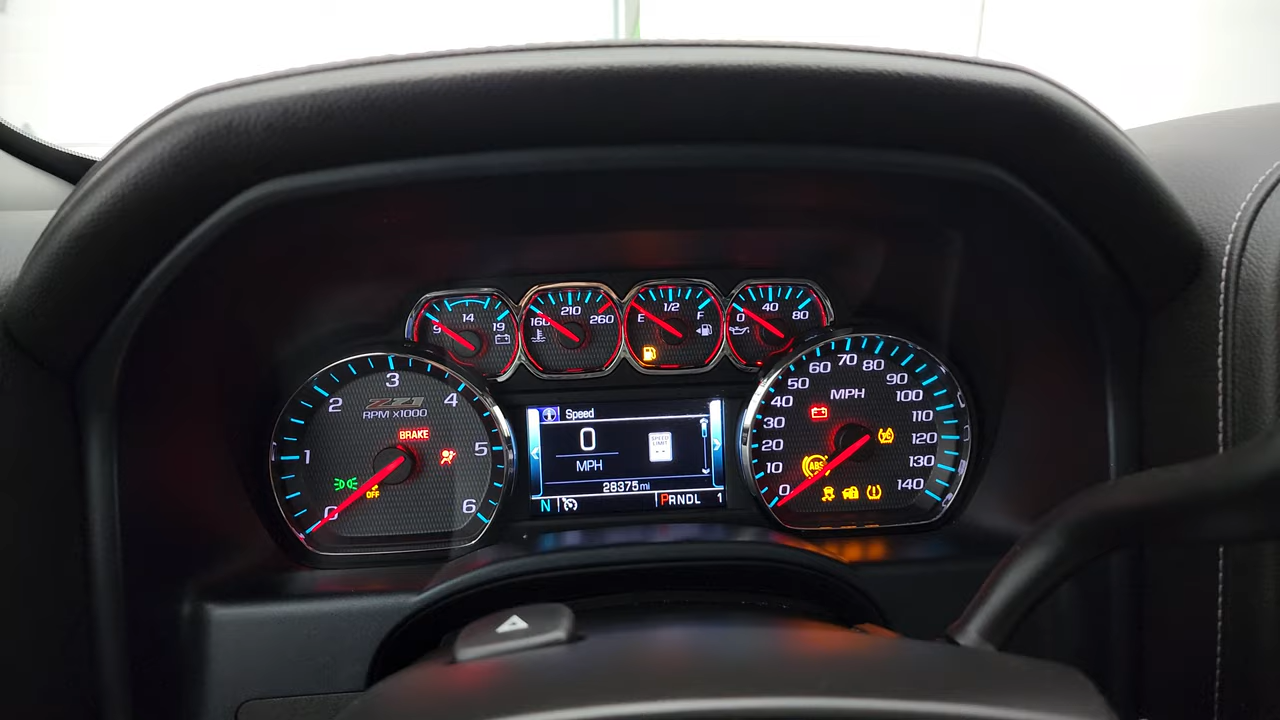 9 14 19
160 210 260
E 1/2 F
0 40 80
0 1 2 3 4 5 6
Z71
RPM X1000
BRAKE
OFF
Speed
0
MPH
SPEED
LIMIT
--
28375 mi
N PRNDL 1
0 10 20 30 40 50 60 70 80 90 100 110 120 130 140
MPH
ABS